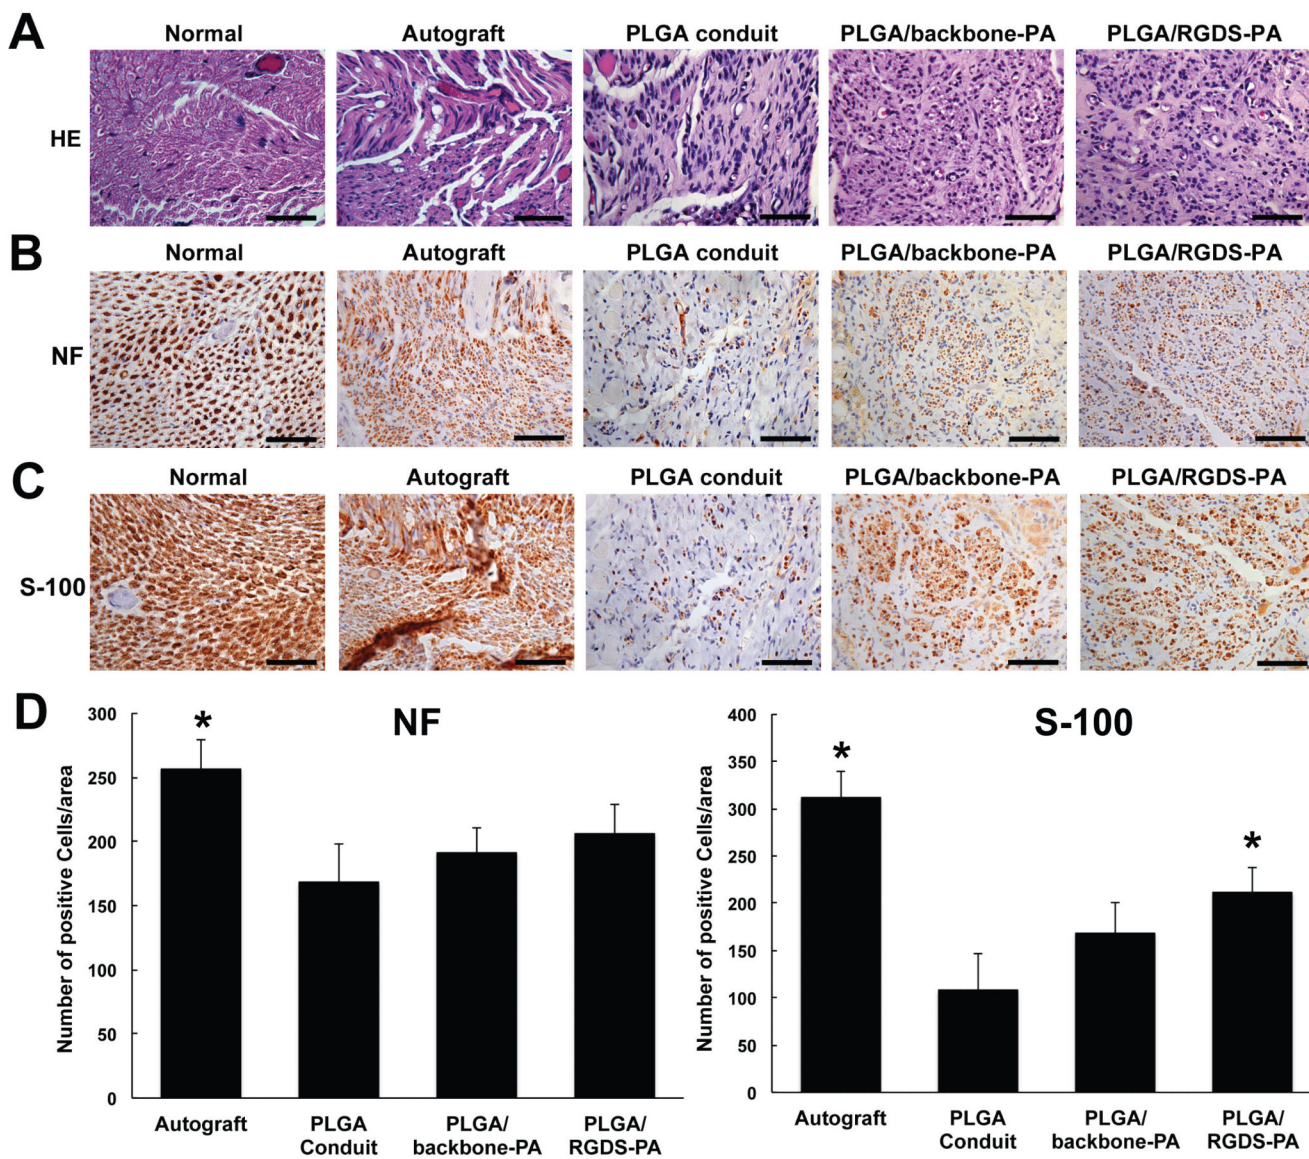 A
Normal
Autograft
PLGA conduit
PLGA/backbone-PA
PLGA/RGDS-PA
HE
B
Normal
Autograft
PLGA conduit
PLGA/backbone-PA
PLGA/RGDS-PA
NF
C
Normal
Autograft
PLGA conduit
PLGA/backbone-PA
PLGA/RGDS-PA
S-100
D
NF
Number of positive Cells/area
300
250
200
150
100
50
0
*
Autograft
PLGA
Conduit
PLGA/
backbone-PA
PLGA/
RGDS-PA
S-100
Number of positive Cells/area
400
350
300
250
200
150
100
50
0
*
*
Autograft
PLGA
Conduit
PLGA/
backbone-PA
PLGA/
RGDS-PA